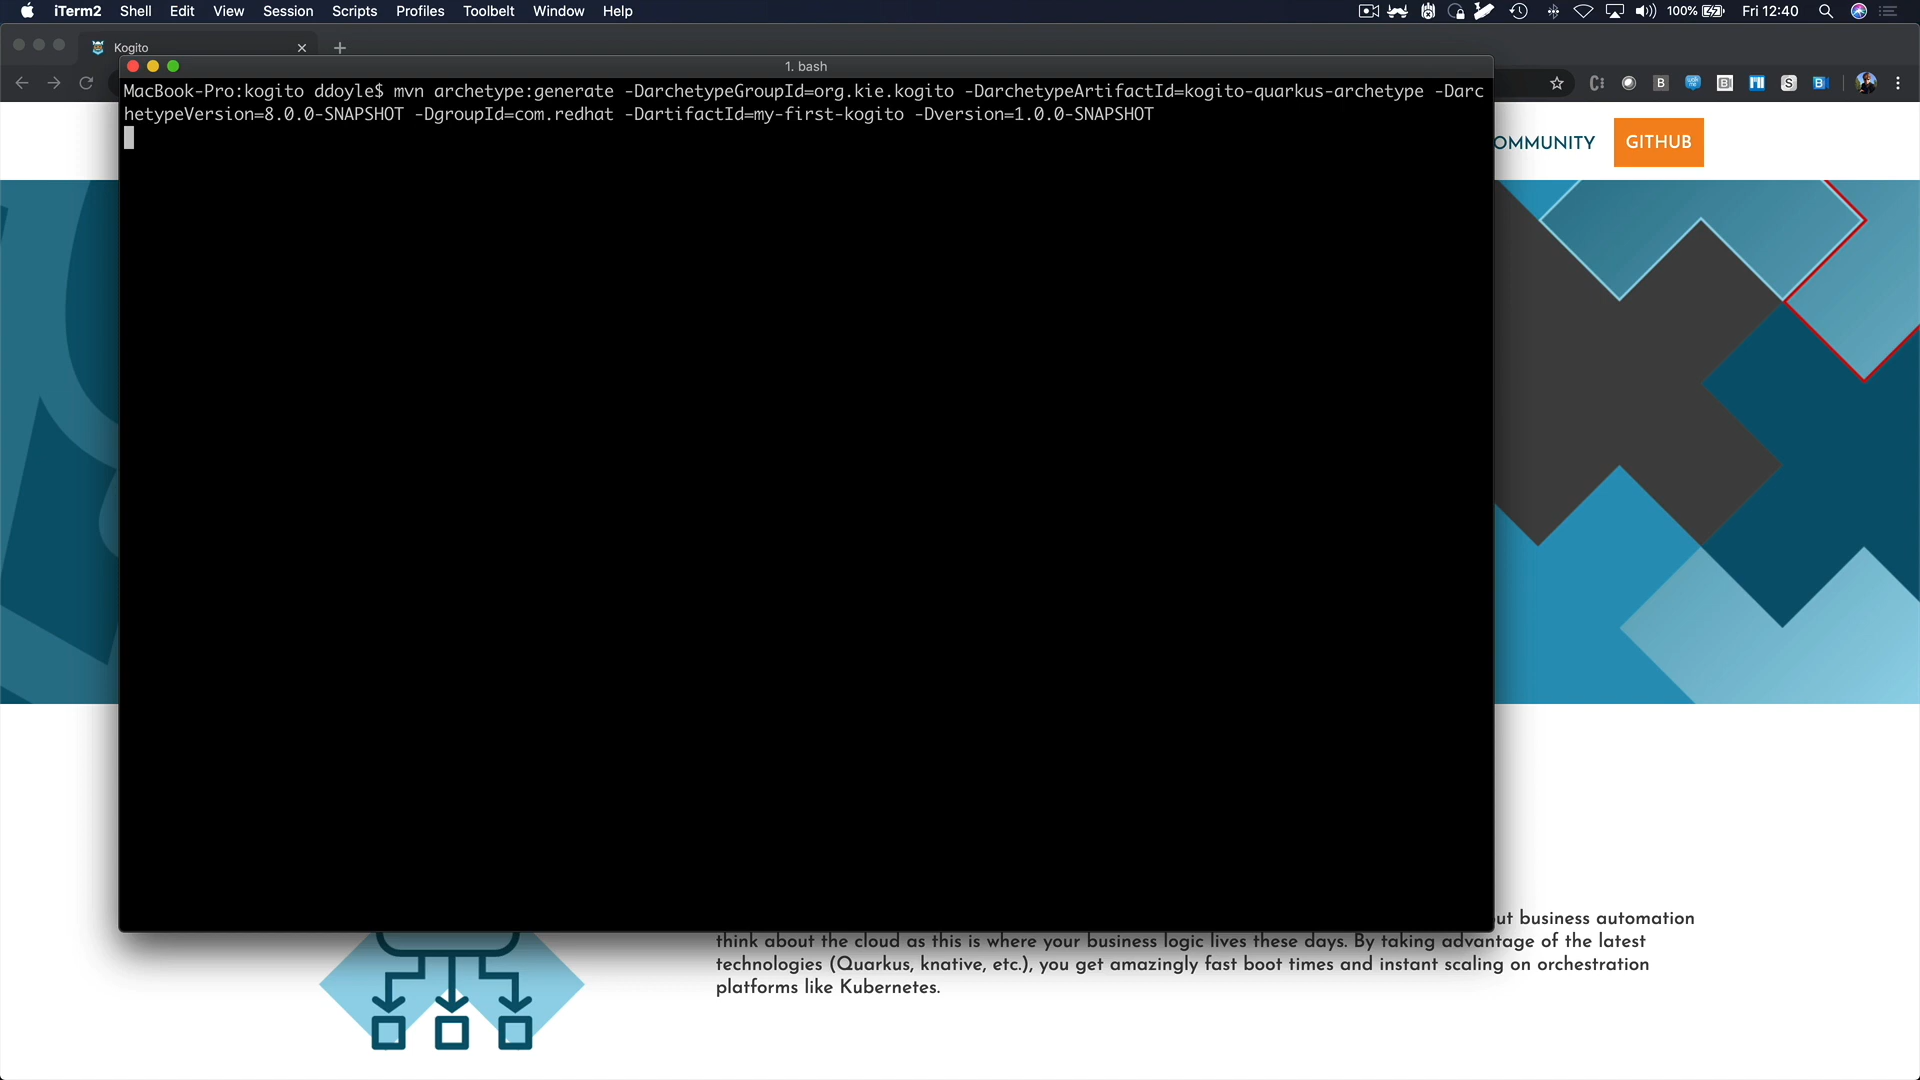 iTerm2 Shell Edit View Session Scripts Profiles Toolbelt Window Help 100% Fri 12:40
Kogito
1. bash
MacBook-Pro:kogito ddoyle$ mvn archetype:generate -DarchetypeGroupId=org.kie.kogito -DarchetypeArtifactId=kogito-quarkus-archetype -Darc
hetypeVersion=8.0.0-SNAPSHOT -DgroupId=com.redhat -DartifactId=my-first-kogito -Dversion=1.0.0-SNAPSHOT
OMMUNITY GITHUB
ut business automation
think about the cloud as this is where your business logic lives these days. By taking advantage of the latest
technologies (Quarkus, knative, etc.), you get amazingly fast boot times and instant scaling on orchestration
platforms like Kubernetes.